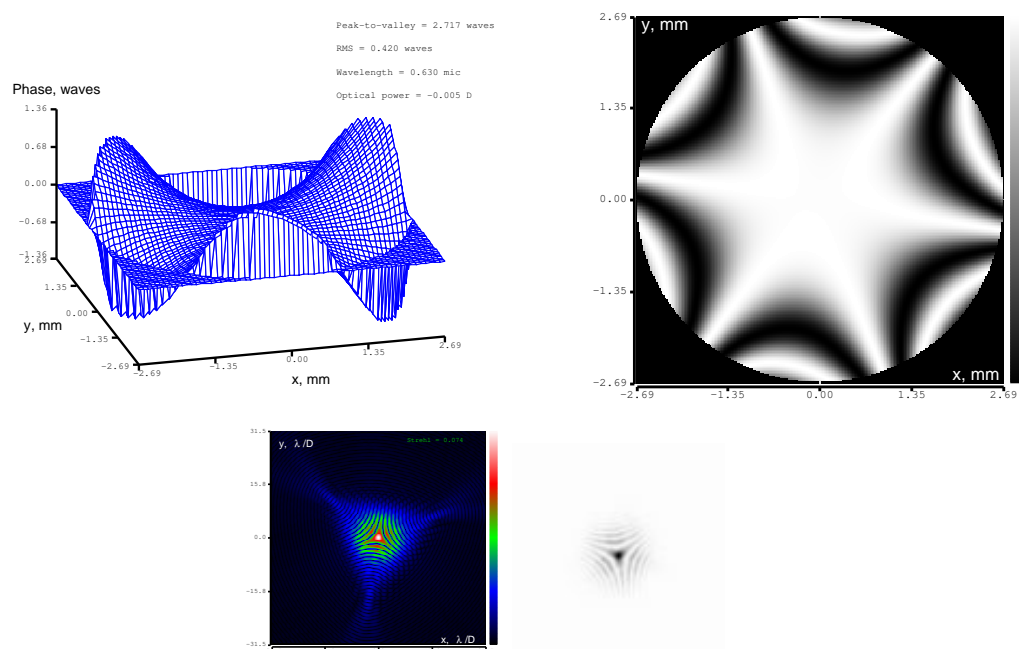 Peak-to-valley = 2.717 waves
RMS = 0.420 waves
Wavelength = 0.630 mic
Optical power = -0.005 D
Phase, waves
1.36
0.68
0.00
-0.68
-1.36
2.69
1.35
0.00
-1.35
-2.69
y, mm
-2.69
-1.35
0.00
1.35
2.69
x, mm
2.69
1.35
0.00
-1.35
-2.69
y, mm
x, mm
-2.69
-1.35
0.00
1.35
2.69
31.5
15.8
0.0
-15.8
-31.5
y, λ/D
Strehl = 0.074
x, λ/D